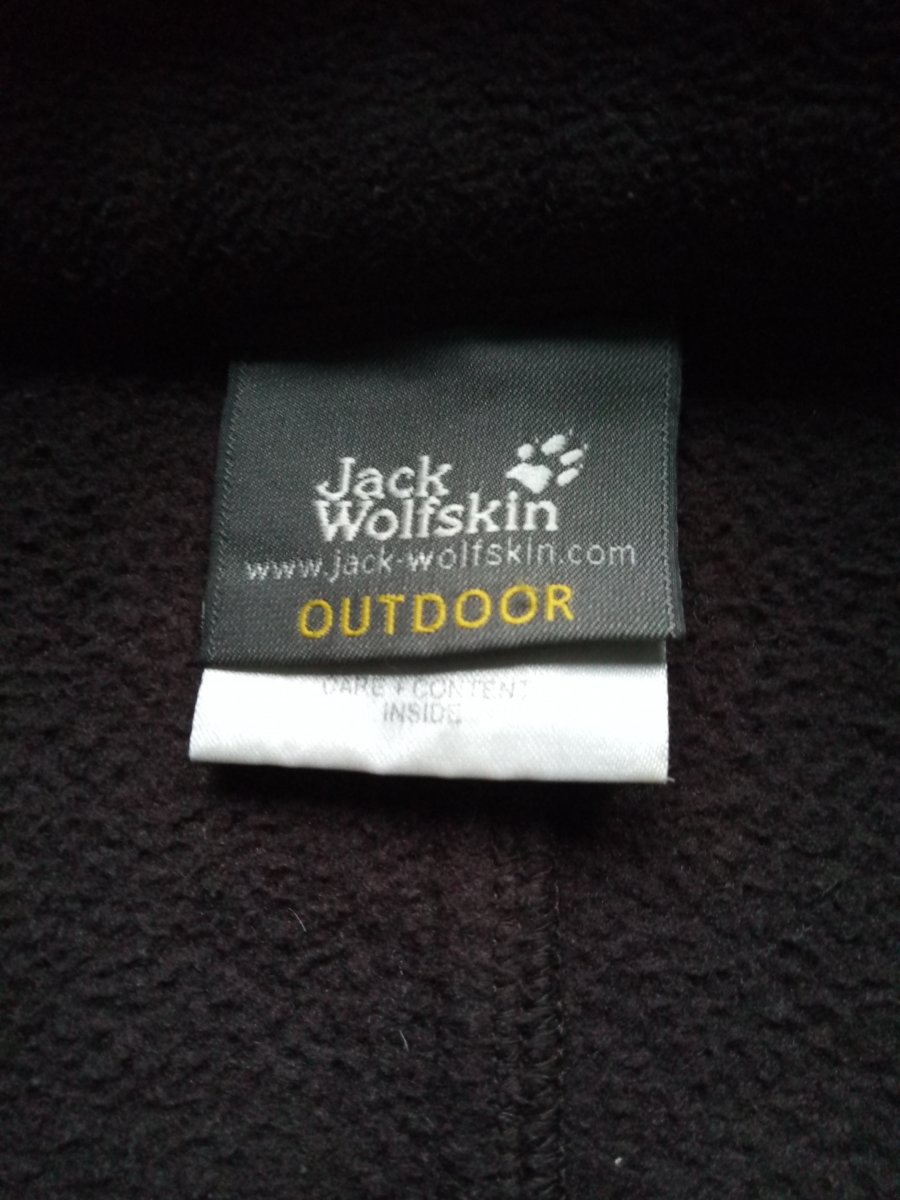 Jack
Wolfskin
www.jack-wolfskin.com
OUTDOOR
CARE + CONTENT
INSIDE